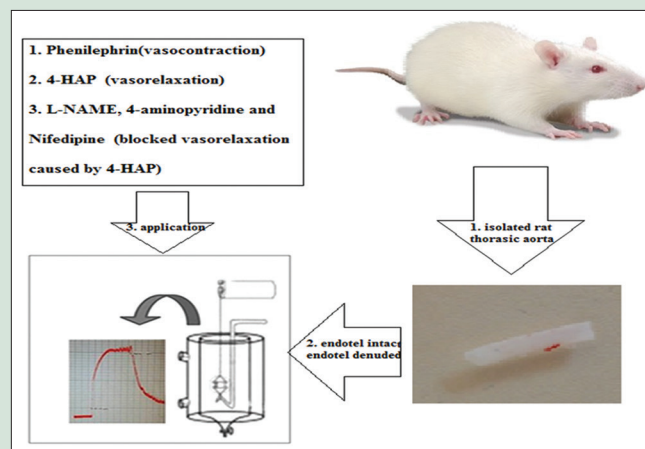 1. Phenilephrin(vasocontraction)
2. 4-HAP (vasorelaxation)
3. L-NAME, 4-aminopyridine and
Nifedipine (blocked vasorelaxation
caused by 4-HAP)
3. application
1. isolated rat
thorasic aorta
2. endotel intacs
endotel denuded